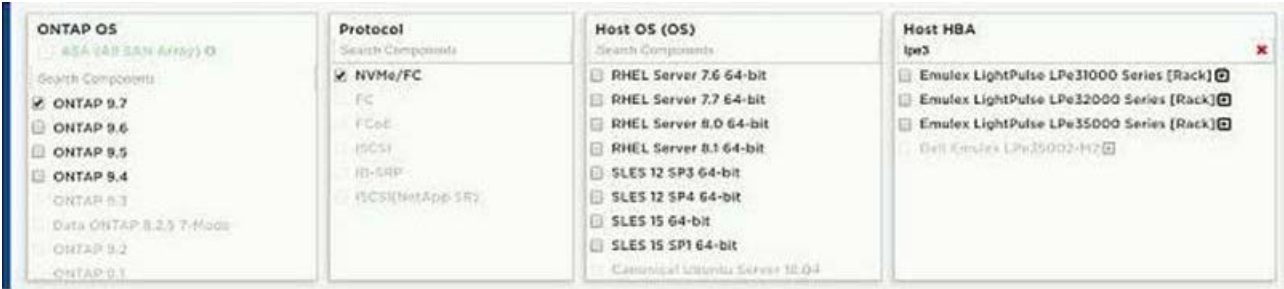 ONTAP OS
ASA (All SAN Array)
Search Components
ONTAP 9.7
ONTAP 9.6
ONTAP 9.5
ONTAP 9.4
ONTAP 9.3
Data ONTAP 8.2.5 7-Mode
ONTAP 9.2
ONTAP 9.1
Protocol
Search Components
NVMe/FC
FC
FCoE
iSCSI
IB-SRP
iSCSI(NetApp SR)
Host OS (OS)
Search Components
RHEL Server 7.6 64-bit
RHEL Server 7.7 64-bit
RHEL Server 8.0 64-bit
RHEL Server 8.1 64-bit
SLES 12 SP3 64-bit
SLES 12 SP4 64-bit
SLES 15 64-bit
SLES 15 SP1 64-bit
Canonical Ubuntu Server 18.04
Host HBA
lpe3
Emulex LightPulse LPe31000 Series [Rack]
Emulex LightPulse LPe32000 Series [Rack]
Emulex LightPulse LPe35000 Series [Rack]
Dell Emulex LPe35002-M2